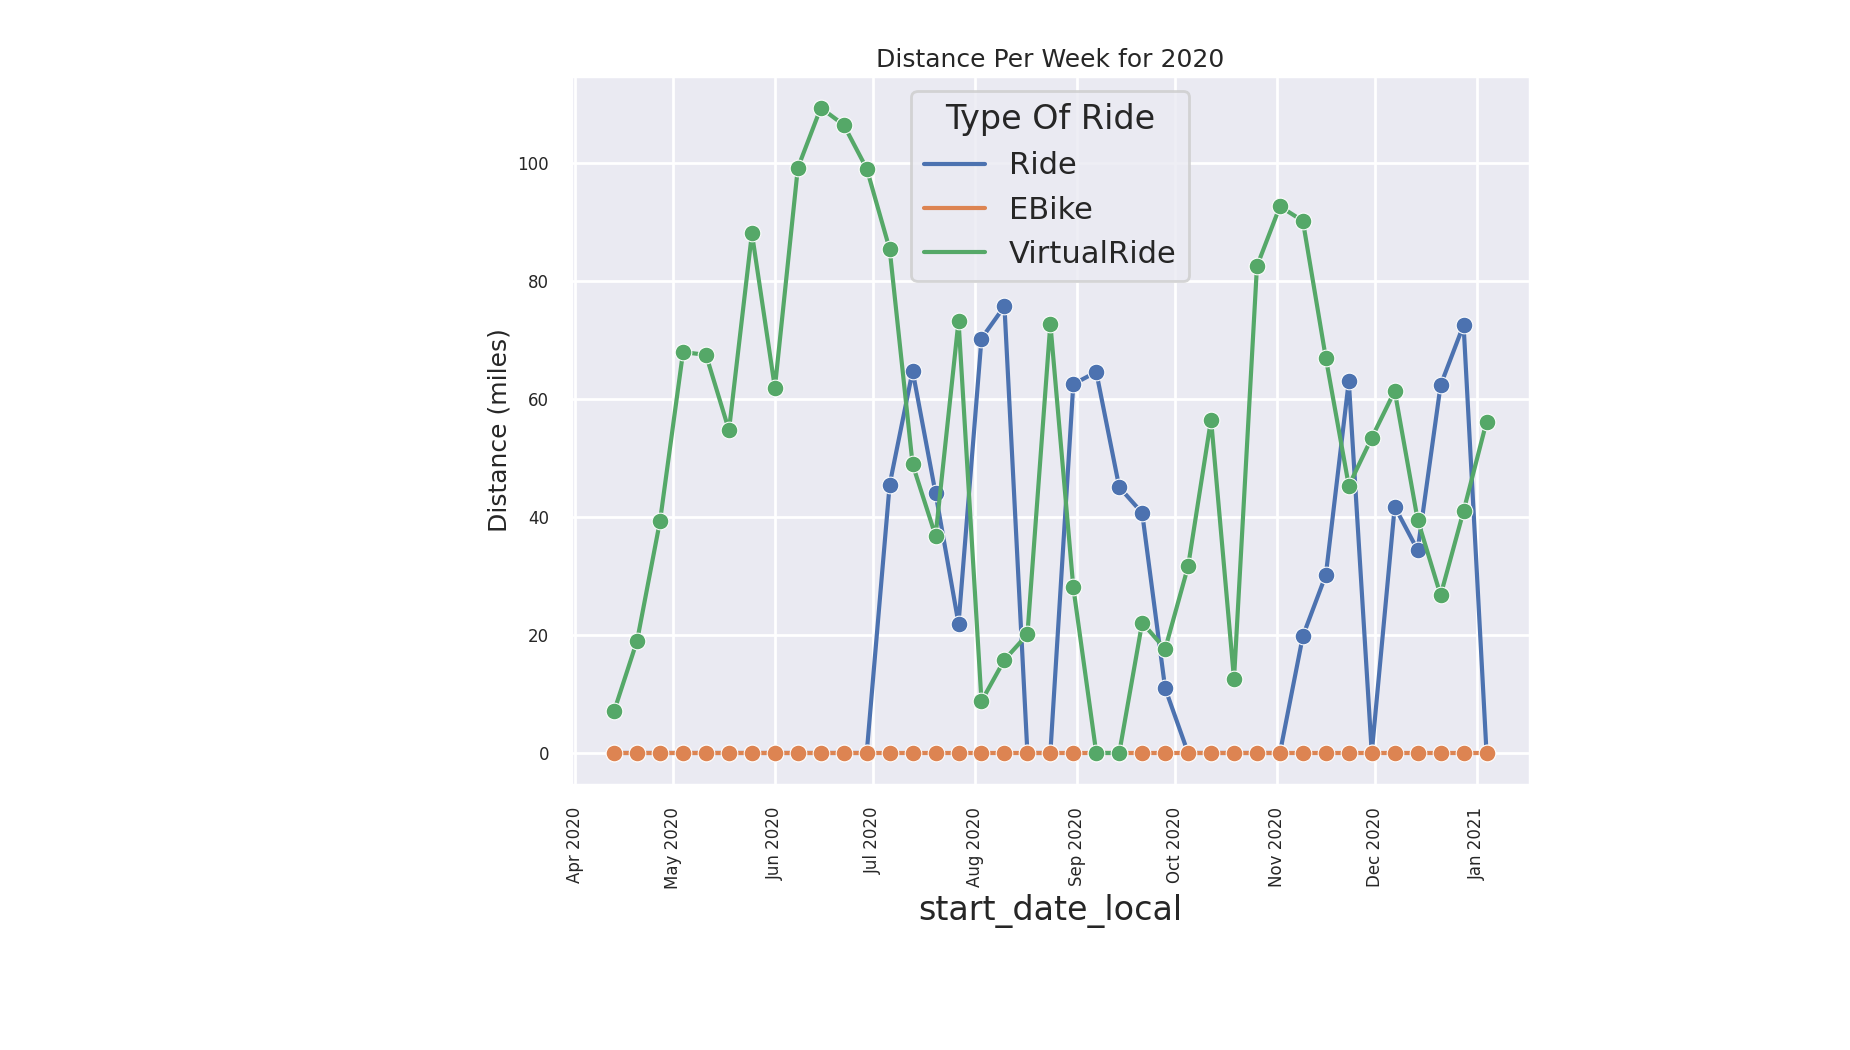 Distance Per Week for 2020
Type Of Ride
Ride
EBike
VirtualRide
Distance (miles)
100
80
60
40
20
0
Apr 2020
May 2020
Jun 2020
Jul 2020
Aug 2020
Sep 2020
Oct 2020
Nov 2020
Dec 2020
Jan 2021
start_date_local